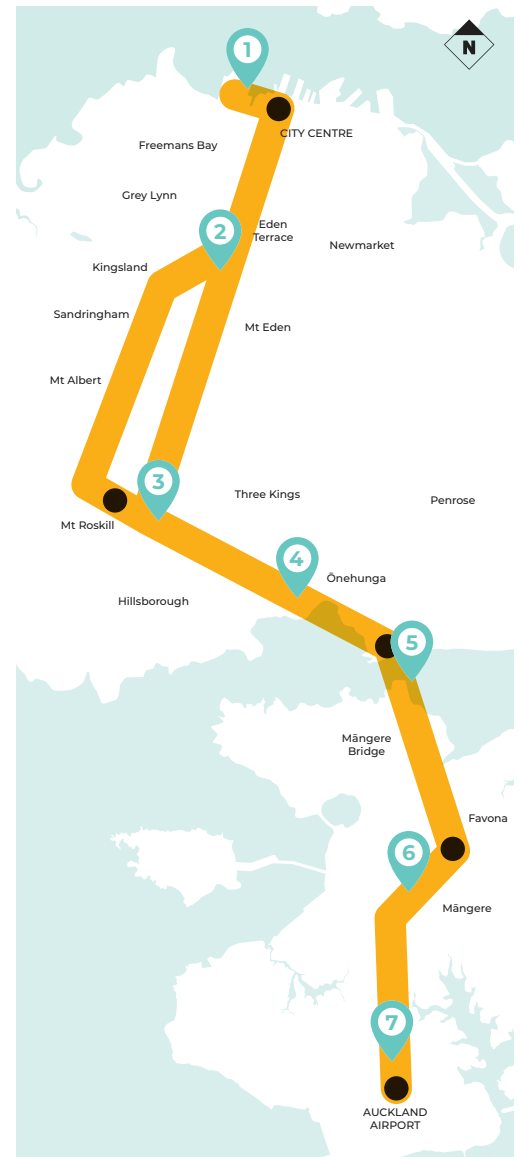 N
1
CITY CENTRE
Freemans Bay
Grey Lynn
2
Eden
Terrace
Newmarket
Kingsland
Sandringham
Mt Eden
Mt Albert
3
Three Kings
Penrose
Mt Roskill
4
Ōnehunga
Hillsborough
5
Māngere
Bridge
Favona
6
Māngere
7
AUCKLAND
AIRPORT